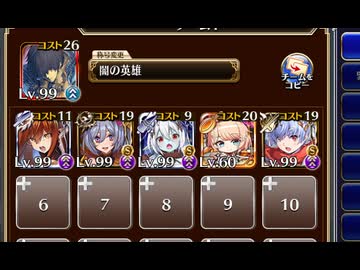 コスト26
Lv.99
称号変更
闇の英雄
チームを
コピー
コスト11
コスト19
コスト9
コスト20
コスト19
Lv.99
Lv.99
Lv.99
Lv.60
Lv.99
S
S
S
6
7
8
9
10